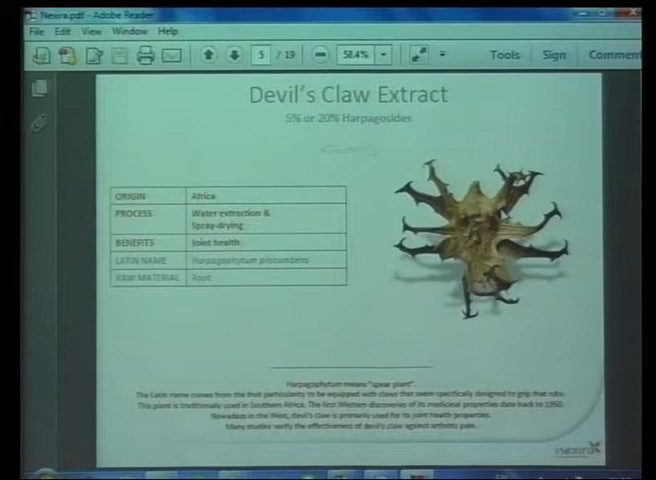 Nexira.pdf - Adobe Reader
File Edit View Window Help
5 / 19 58.4% Tools Sign Comment
Devil's Claw Extract
5% or 20% Harpagosides
ORIGIN Africa
PROCESS Water extraction &
Spray-drying
BENEFITS Joint health
LATIN NAME Harpagophytum procumbens
RAW MATERIAL Root
Harpagophytum means "spear plant".
The Latin name comes from the fruit particularity to be equipped with claws that seem specifically designed to grip that robs.
This plant is traditionally used in Southern Africa. The first Western discoveries of its medicinal properties date back to 1950.
Nowadays in the West, devil's claw is primarily used for its joint health properties.
Many studies verify the effectiveness of devil's claw against arthritis pain.
nexira